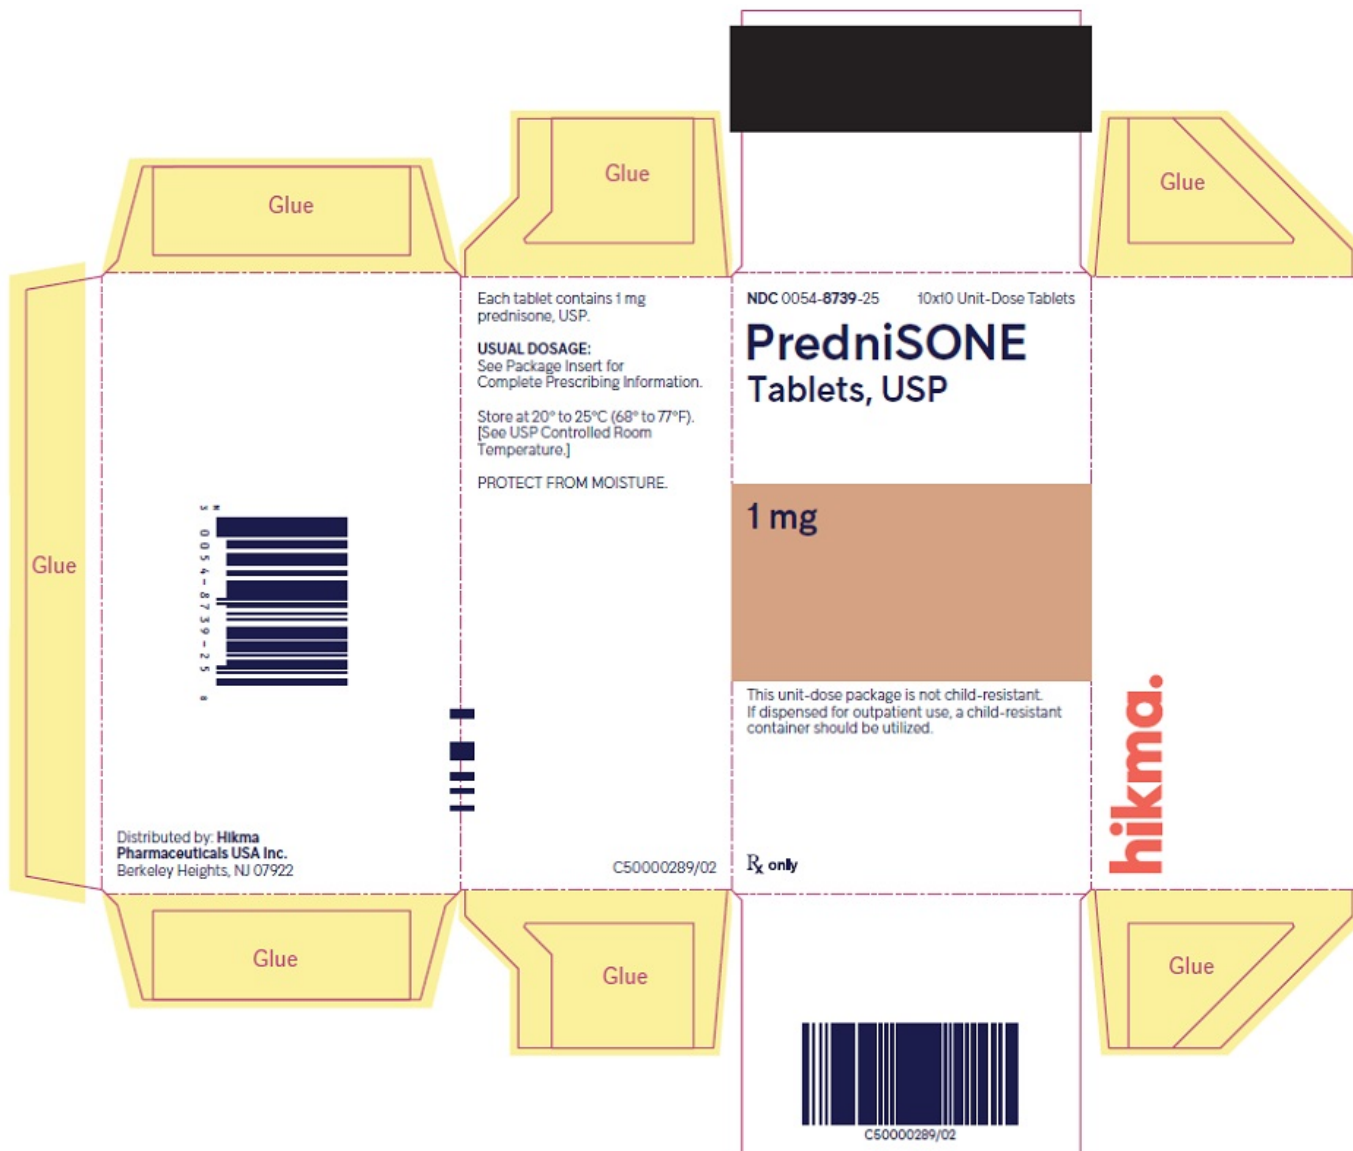 Glue
Glue
Glue
Glue
3 N
0054-8739-25 8
Distributed by: Hikma
Pharmaceuticals USA Inc.
Berkeley Heights, NJ 07922
Glue
Each tablet contains 1 mg
prednisone, USP.
USUAL DOSAGE:
See Package Insert for
Complete Prescribing Information.
Store at 20° to 25°C (68° to 77°F).
[See USP Controlled Room
Temperature.]
PROTECT FROM MOISTURE.
C50000289/02
Glue
NDC 0054-8739-25 10x10 Unit-Dose Tablets
PredniSONE
Tablets, USP
1 mg
This unit-dose package is not child-resistant.
If dispensed for outpatient use, a child-resistant
container should be utilized.
Rx only
C50000289/02
hikma.
Glue